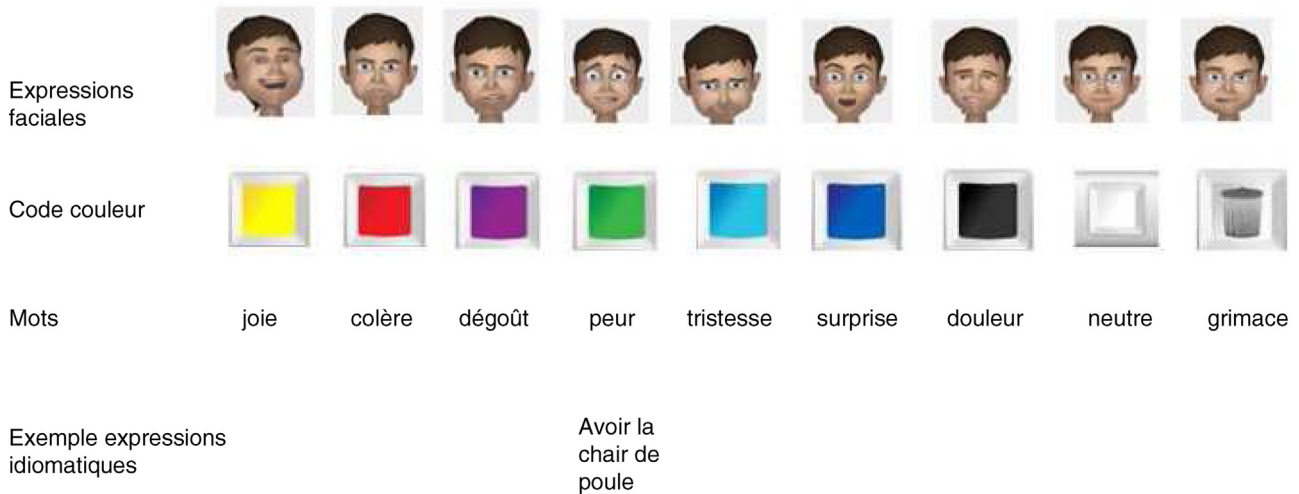 Expressions
faciales
Code couleur
Mots joie colère dégoût peur tristesse surprise douleur neutre grimace
Exemple expressions
idiomatiques
Avoir la
chair de
poule